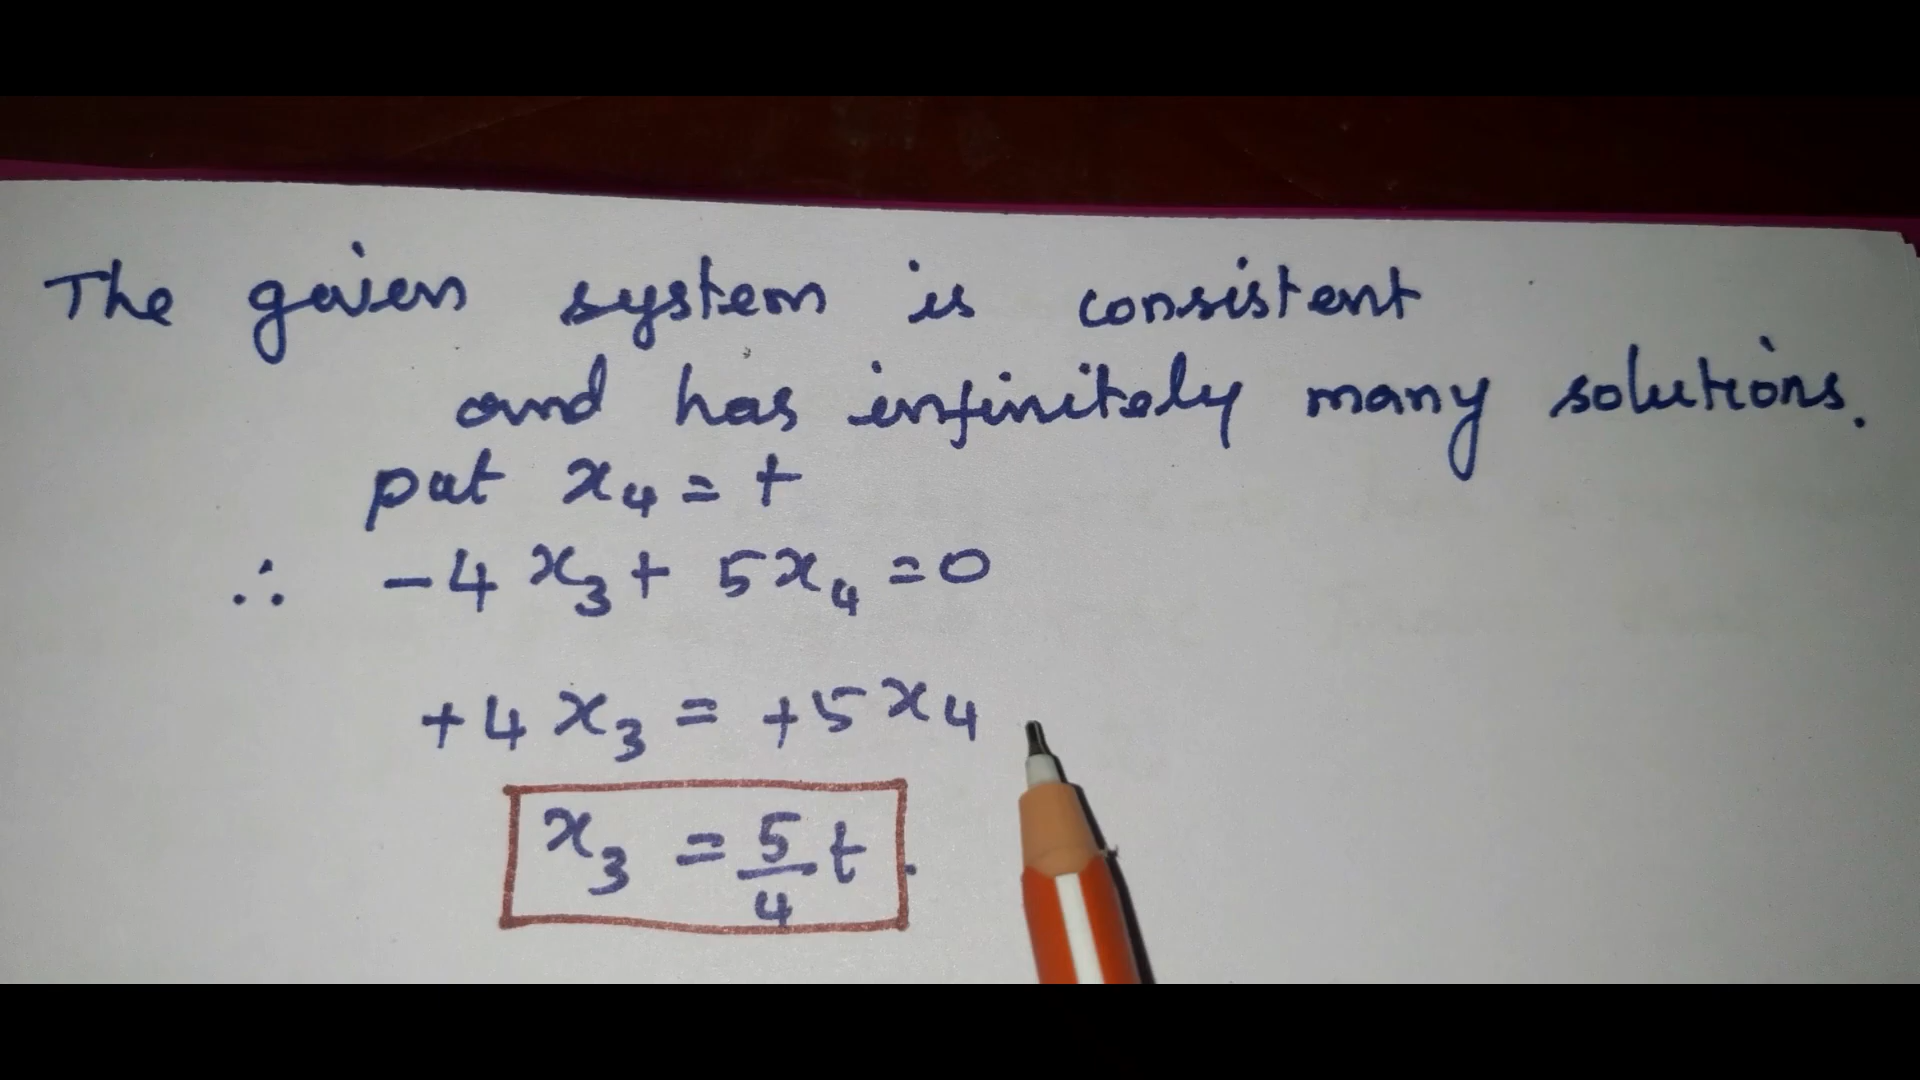 The given system is consistent
and has infinitely many solutions.
put x₄ = t
∴ -4x₃ + 5x₄ = 0
+4x₃ = +5x₄
x₃ = 5/4 t.